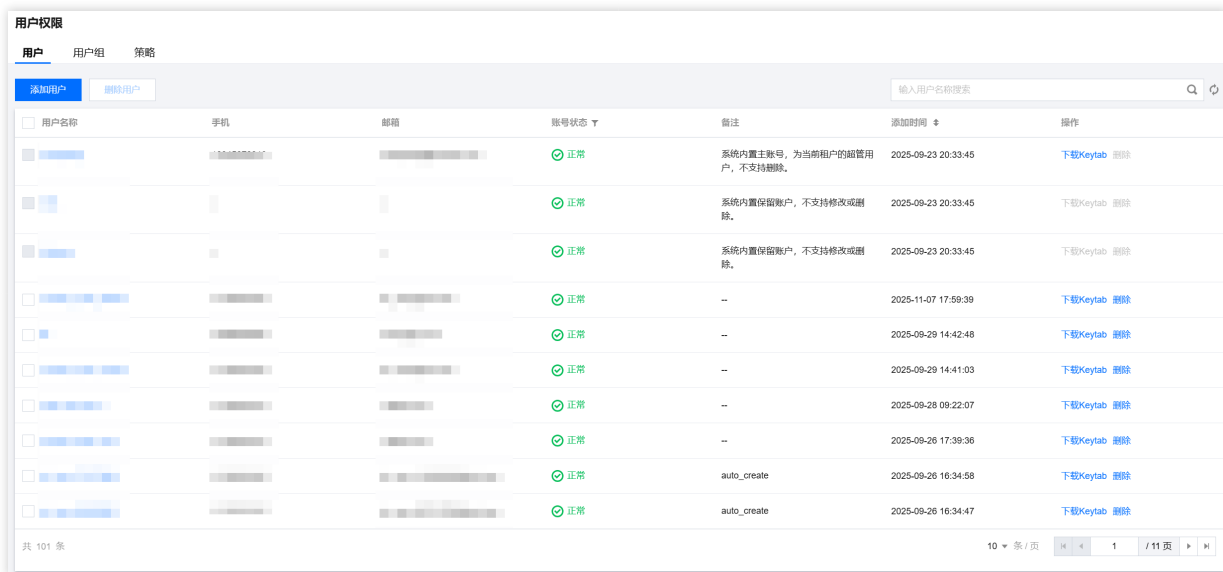 用户权限
用户 用户组 策略
添加用户 删除用户 输入用户名称搜索
用户名称 手机 邮箱 账号状态 备注 添加时间 操作
正常 系统内置主账号，为当前租户的超管用 2025-09-23 20:33:45 下载Keytab 删除
户，不支持删除。
正常 系统内置保留账户，不支持修改或删 2025-09-23 20:33:45 下载Keytab 删除
除。
正常 系统内置保留账户，不支持修改或删 2025-09-23 20:33:45 下载Keytab 删除
除。
正常 -- 2025-11-07 17:59:39 下载Keytab 删除
正常 -- 2025-09-29 14:42:48 下载Keytab 删除
正常 -- 2025-09-29 14:41:03 下载Keytab 删除
正常 -- 2025-09-28 09:22:07 下载Keytab 删除
正常 -- 2025-09-26 17:39:36 下载Keytab 删除
正常 auto_create 2025-09-26 16:34:58 下载Keytab 删除
正常 auto_create 2025-09-26 16:34:47 下载Keytab 删除
共 101 条 10 条 / 页 1 / 11 页